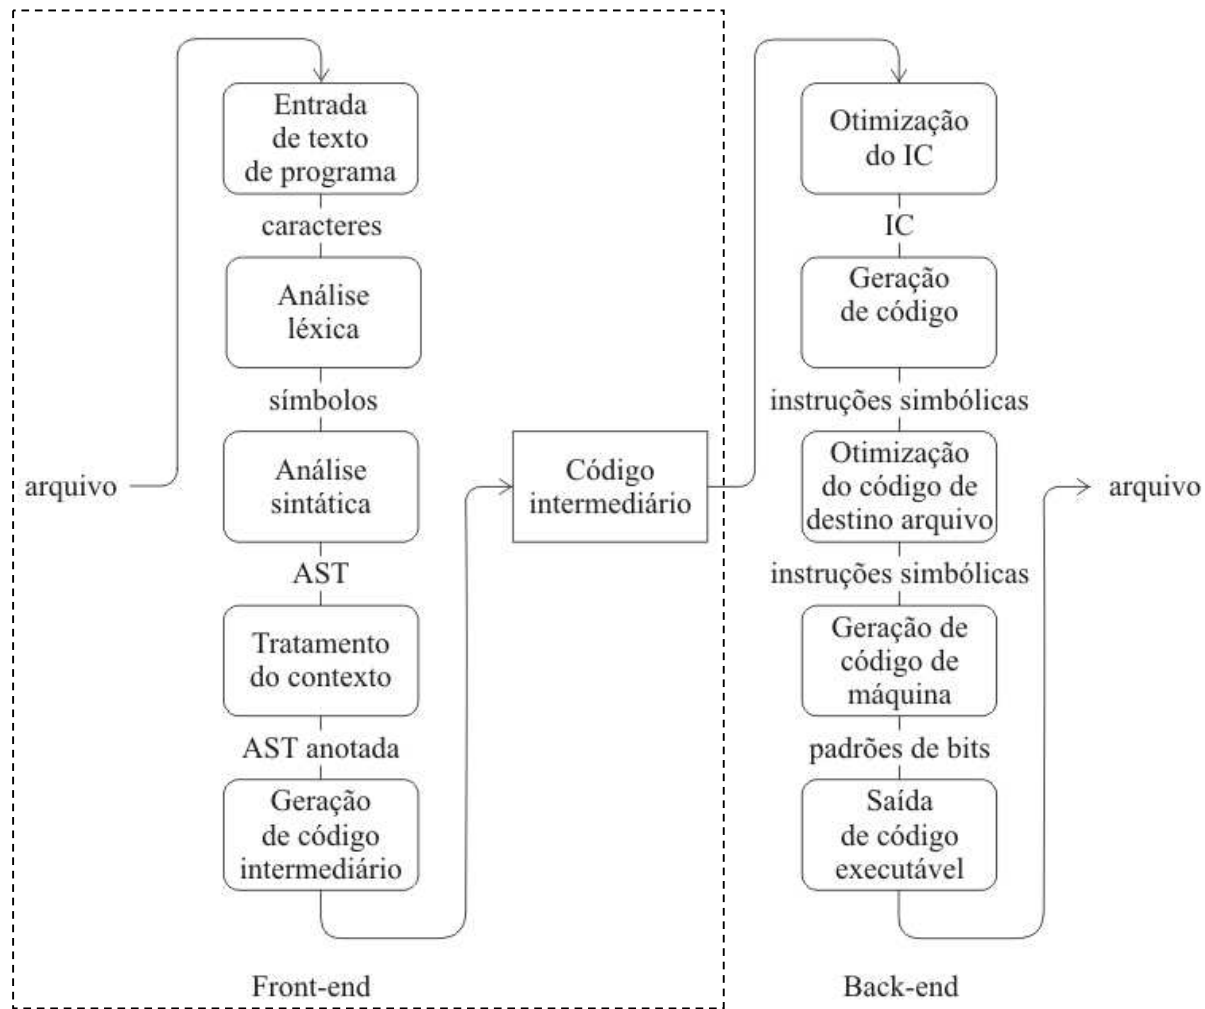 arquivo
Entrada
de texto
de programa
caracteres
Análise
léxica
símbolos
Análise
sintática
AST
Tratamento
do contexto
AST anotada
Geração
de código
intermediário
Front-end
Código
intermediário
Otimização
do IC
IC
Geração
de código
instruções simbólicas
Otimização
do código de
destino arquivo
instruções simbólicas
Geração de
código de
máquina
padrões de bits
Saída
de código
executável
Back-end
arquivo